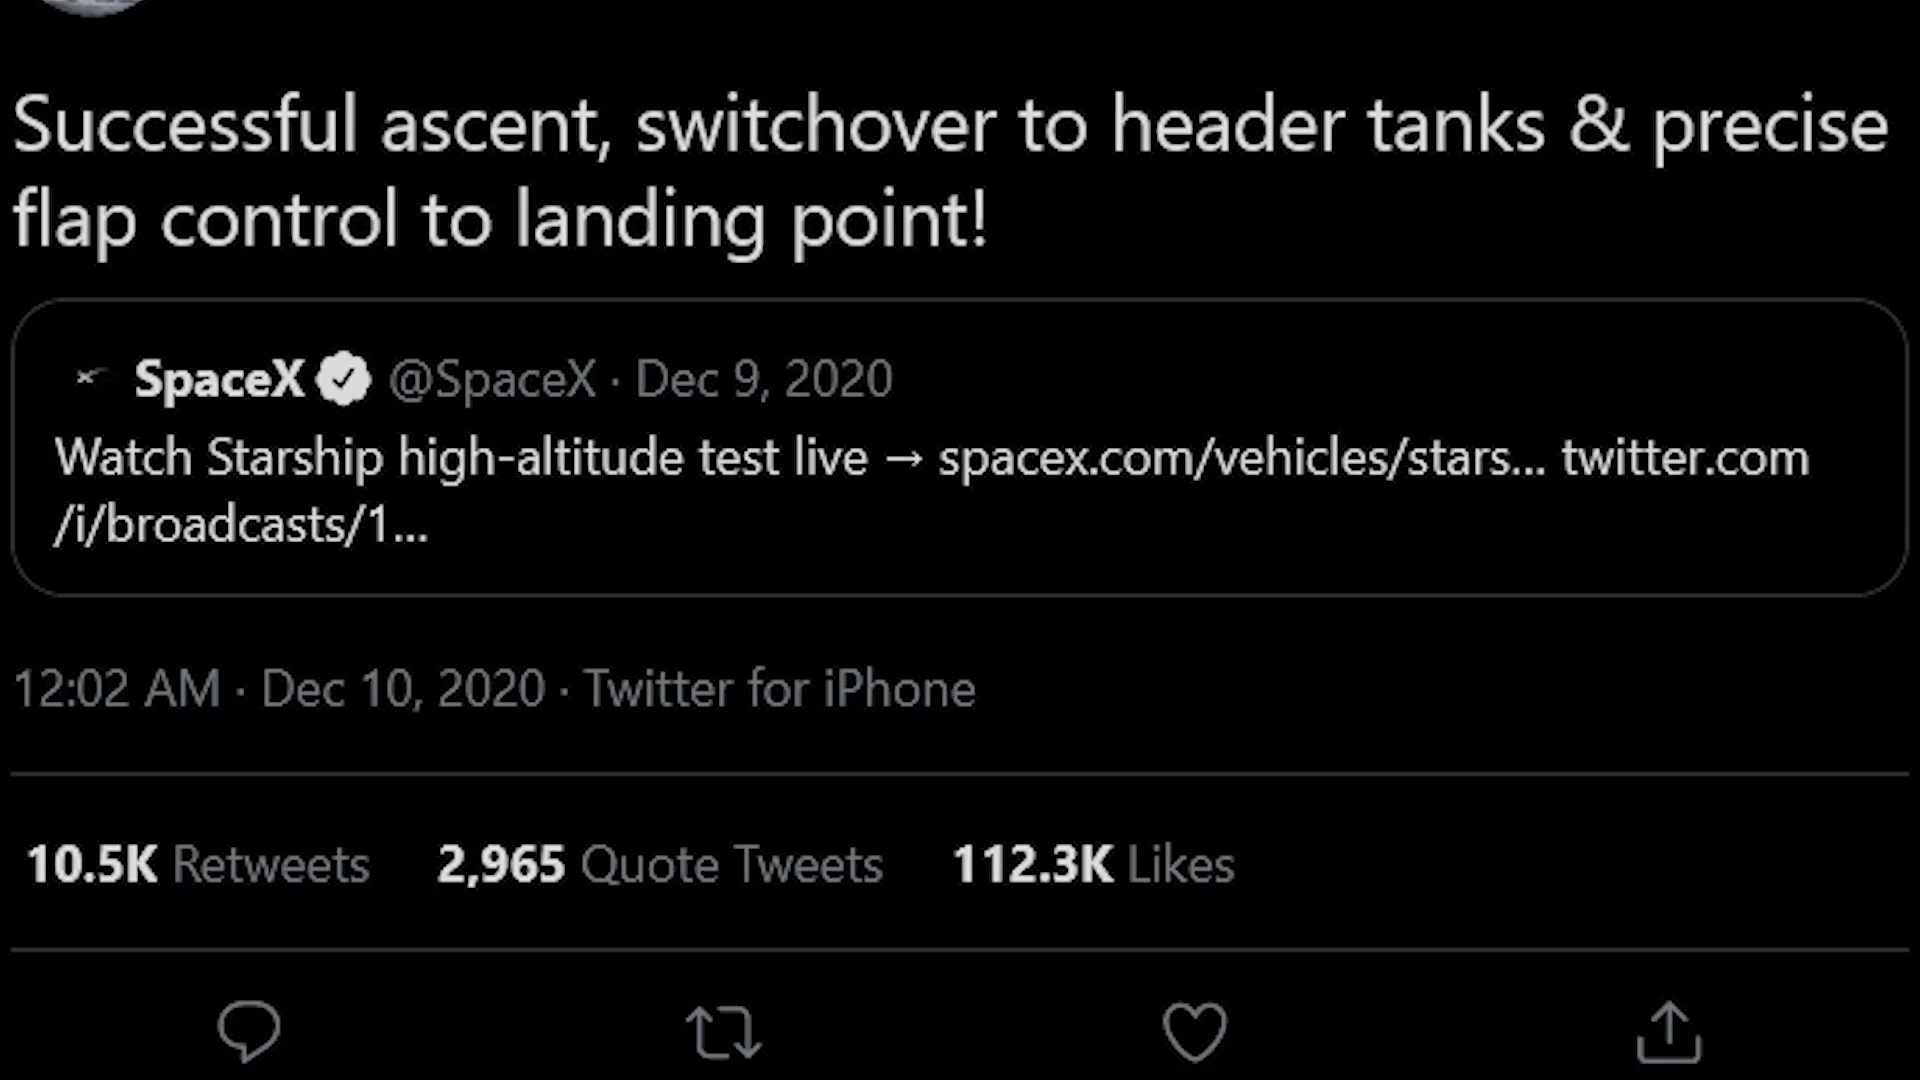 Successful ascent, switchover to header tanks & precise
flap control to landing point!
SpaceX @SpaceX · Dec 9, 2020
Watch Starship high-altitude test live → spacex.com/vehicles/stars... twitter.com
/i/broadcasts/1...
12:02 AM · Dec 10, 2020 · Twitter for iPhone
10.5K Retweets 2,965 Quote Tweets 112.3K Likes